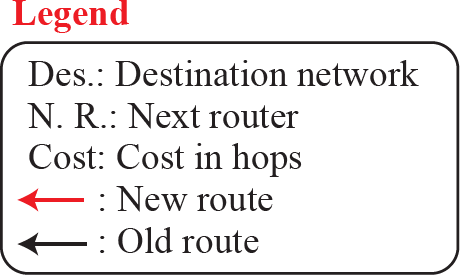 Legend
Des.: Destination network
N. R.: Next router
Cost: Cost in hops
: New route
: Old route